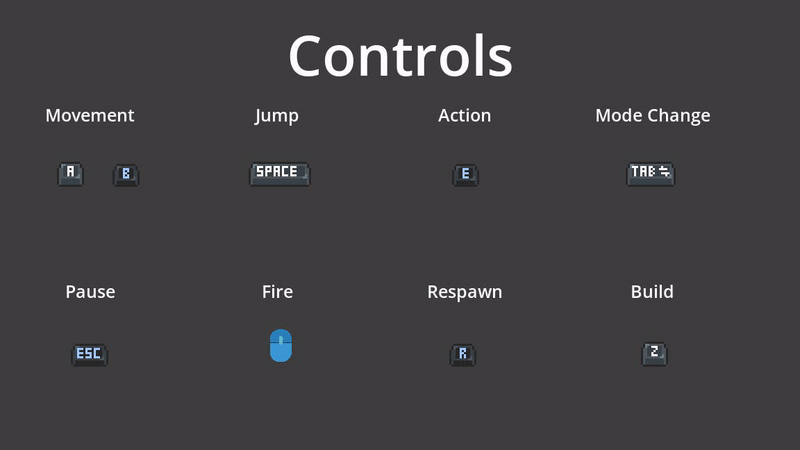 Controls
Movement Jump Action Mode Change
A B SPACE E TAB
Pause Fire Respawn Build
ESC R Z